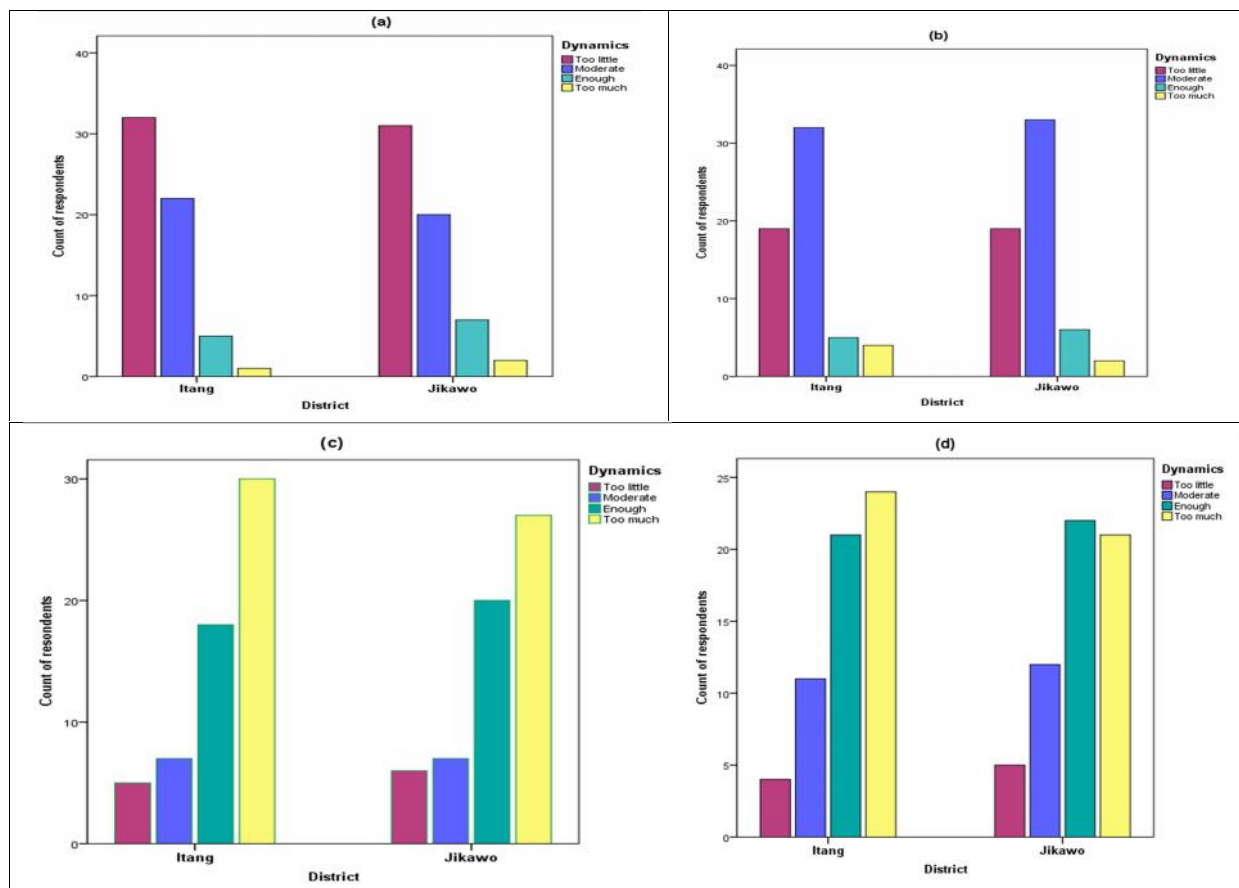 (a)
Dynamics
Too little
Moderate
Enough
Too much
40
30
20
10
0
Count of respondents
Itang
Jikawo
District
(b)
Dynamics
Too little
Moderate
Enough
Too much
40
30
20
10
0
Count of respondents
Itang
Jikawo
District
(c)
Dynamics
Too little
Moderate
Enough
Too much
30
20
10
0
Count of resondents
Itang
Jikawo
District
(d)
Dynamics
Too little
Moderate
Enough
Too much
25
20
15
10
5
0
Count of respondents
Itang
Jikawo
District